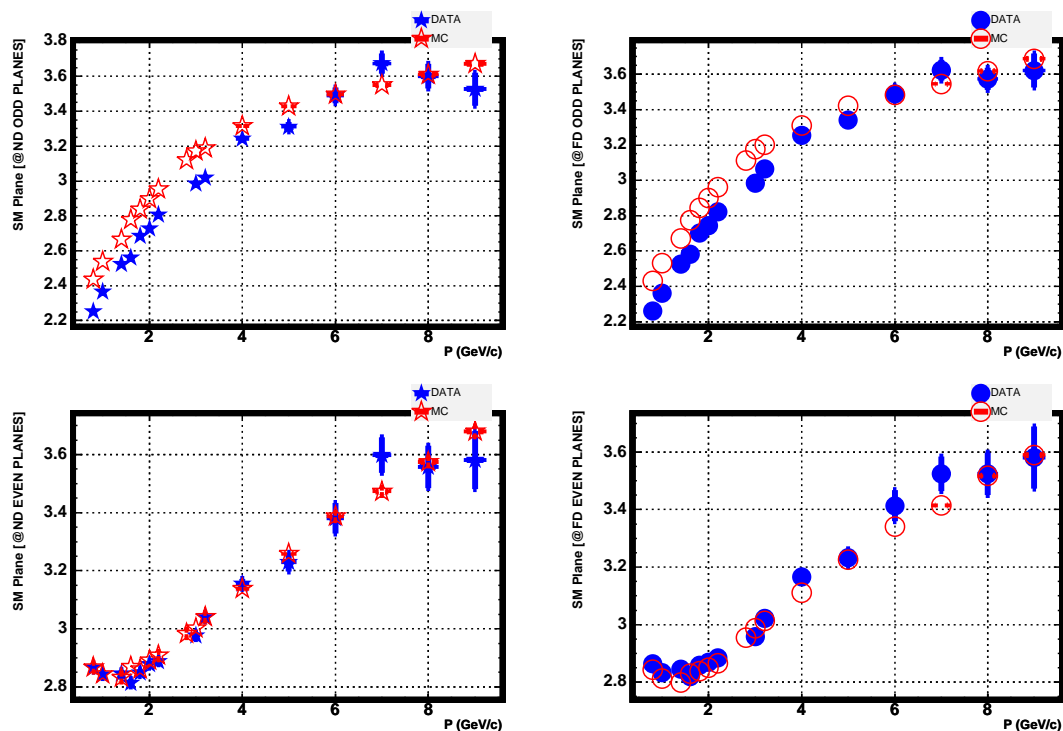 DATA
MC
SM Plane [@ND ODD PLANES]
3.8
3.6
3.4
3.2
3
2.8
2.6
2.4
2.2
2
4
6
8
P (GeV/c)
DATA
MC
SM Plane [@FD ODD PLANES]
3.6
3.4
3.2
3
2.8
2.6
2.4
2.2
2
4
6
8
P (GeV/c)
DATA
MC
SM Plane [@ND EVEN PLANES]
3.6
3.4
3.2
3
2.8
2
4
6
8
P (GeV/c)
DATA
MC
SM Plane [@FD EVEN PLANES]
3.6
3.4
3.2
3
2.8
2
4
6
8
P (GeV/c)